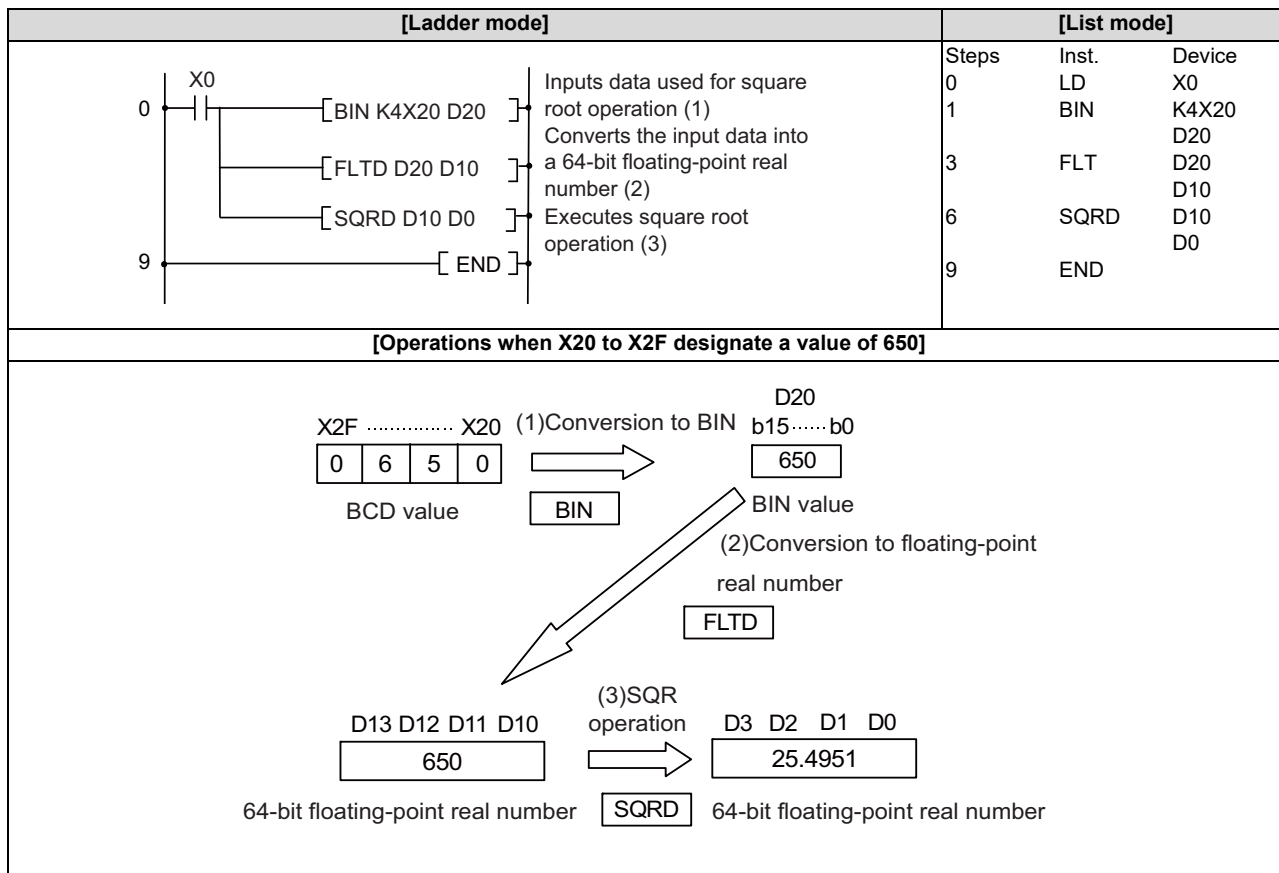 [Ladder mode]
[List mode]
X0
0
[BIN K4X20 D20 ]
[FLTD D20 D10 ]
[SQRD D10 D0 ]
9
[ END ]
Inputs data used for square
root operation (1)
Converts the input data into
a 64-bit floating-point real
number (2)
Executes square root
operation (3)
Steps Inst. Device
0 LD X0
1 BIN K4X20
D20
3 FLT D20
D10
6 SQRD D10
D0
9 END
[Operations when X20 to X2F designate a value of 650]
X2F ·············· X20
0 6 5 0
BCD value
(1)Conversion to BIN
BIN
D20
b15······b0
650
BIN value
(2)Conversion to floating-point
real number
FLTD
D13 D12 D11 D10
650
64-bit floating-point real number
(3)SQR
operation
SQRD
D3 D2 D1 D0
25.4951
64-bit floating-point real number